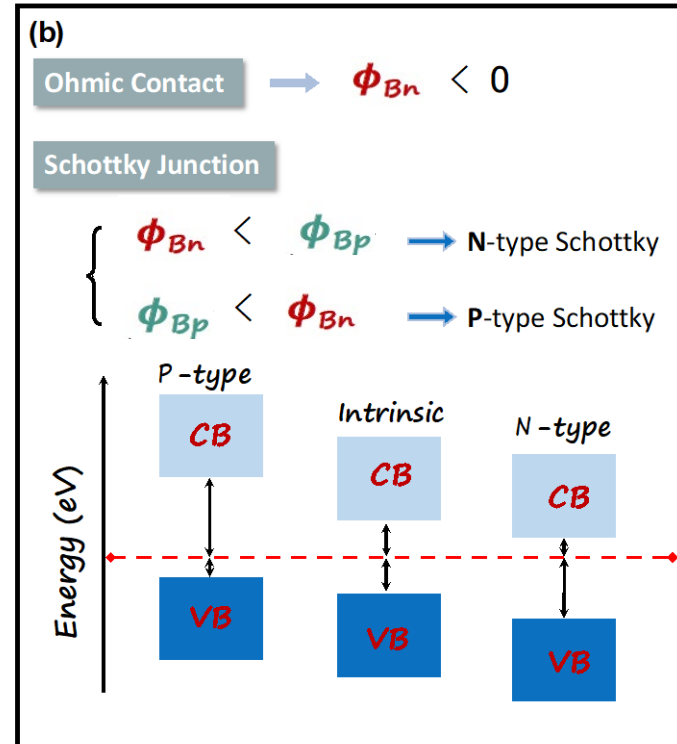 (b)
Ohmic Contact ϕBn < 0
Schottky Junction
ϕBn < ϕBp N-type Schottky
ϕBp < ϕBn P-type Schottky
P-type
Intrinsic
N-type
CB
CB
CB
Energy (eV)
VB
VB
VB